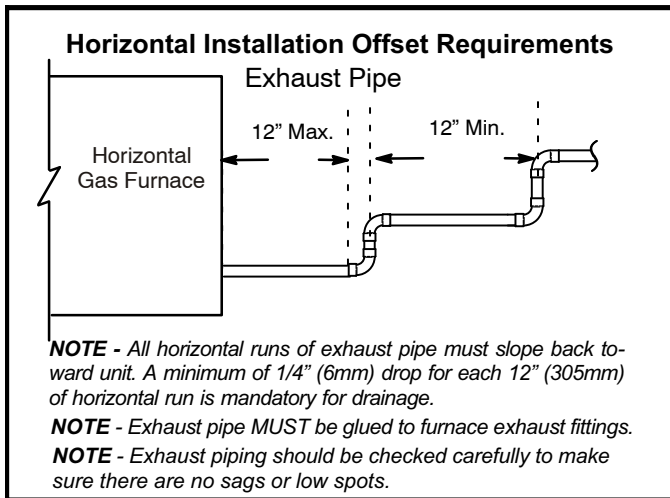 Horizontal Installation Offset Requirements
Exhaust Pipe
12” Max.
12” Min.
Horizontal
Gas Furnace
NOTE - All horizontal runs of exhaust pipe must slope back to-
ward unit. A minimum of 1/4” (6mm) drop for each 12” (305mm)
of horizontal run is mandatory for drainage.
NOTE - Exhaust pipe MUST be glued to furnace exhaust fittings.
NOTE - Exhaust piping should be checked carefully to make
sure there are no sags or low spots.